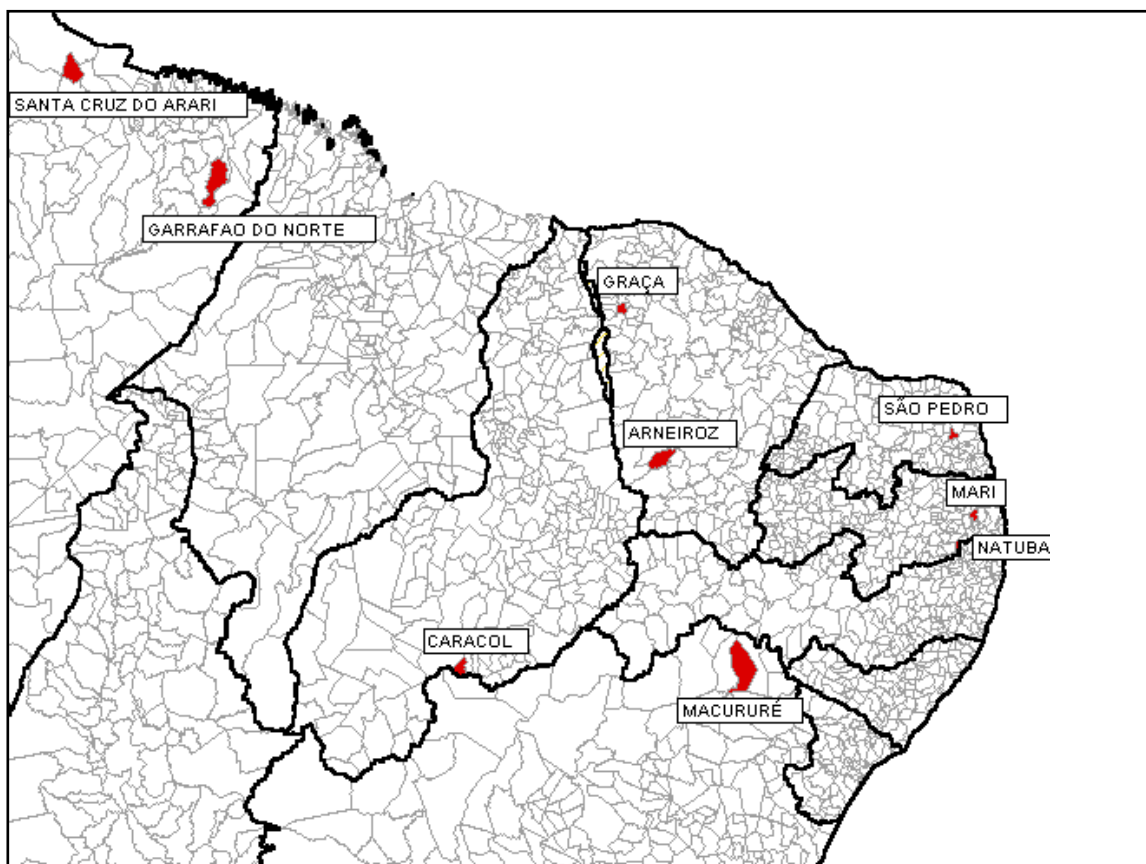 SANTA CRUZ DO ARARI
GARRAFAO DO NORTE
GRAÇA
SÃO PEDRO
ARNEIROZ
MARI
NATUBA
CARACOL
MACURURÉ